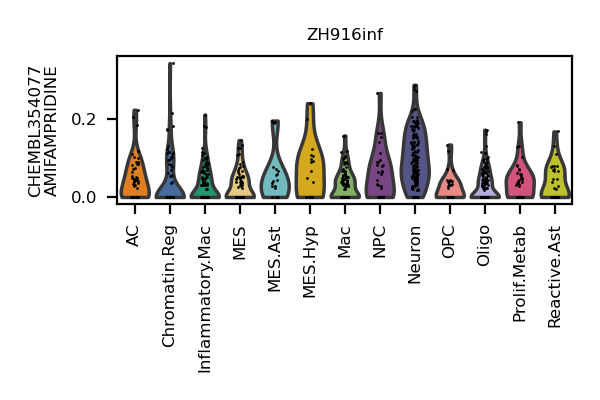 ZH916inf
CHEMBL354077
AMIFAMPRIDINE
0.2
0.0
AC
Chromatin.Reg
Inflammatory.Mac
MES
MES.Ast
MES.Hyp
Mac
NPC
Neuron
OPC
Oligo
Prolif.Metab
Reactive.Ast